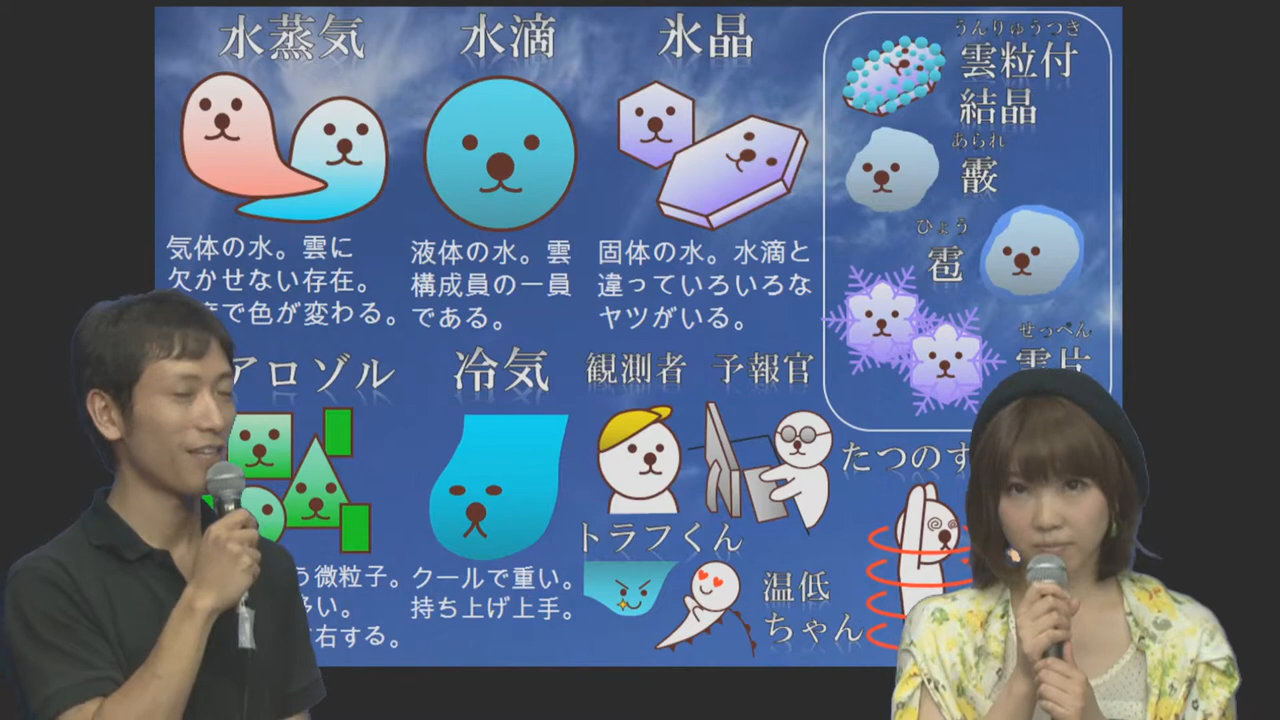 水蒸気
水滴
氷晶
気体の水。雲に
欠かせない存在。
で色が変わる。
液体の水。雲
構成員の一員
である。
固体の水。水滴と
違っていろいろな
ヤツがいる。
うんりゅうつき
雲粒付
結晶
あられ
霰
ひょう
雹
せっぺん
雪片
アロゾル
冷気
観測者
予報官
う微粒子。
多い。
右する。
クールで重い。
持ち上げ上手。
トラフくん
温低
ちゃん
たつのす